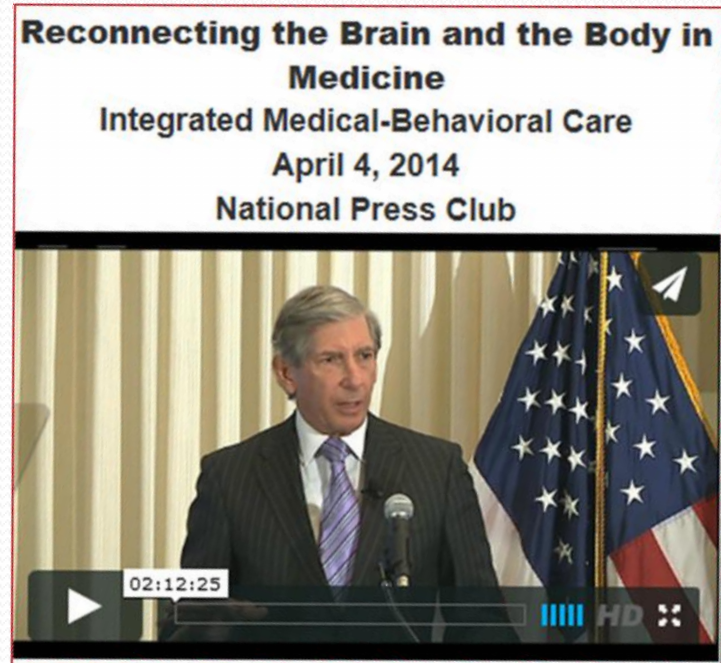 Reconnecting the Brain and the Body in
Medicine
Integrated Medical-Behavioral Care
April 4, 2014
National Press Club
02:12:25
HD